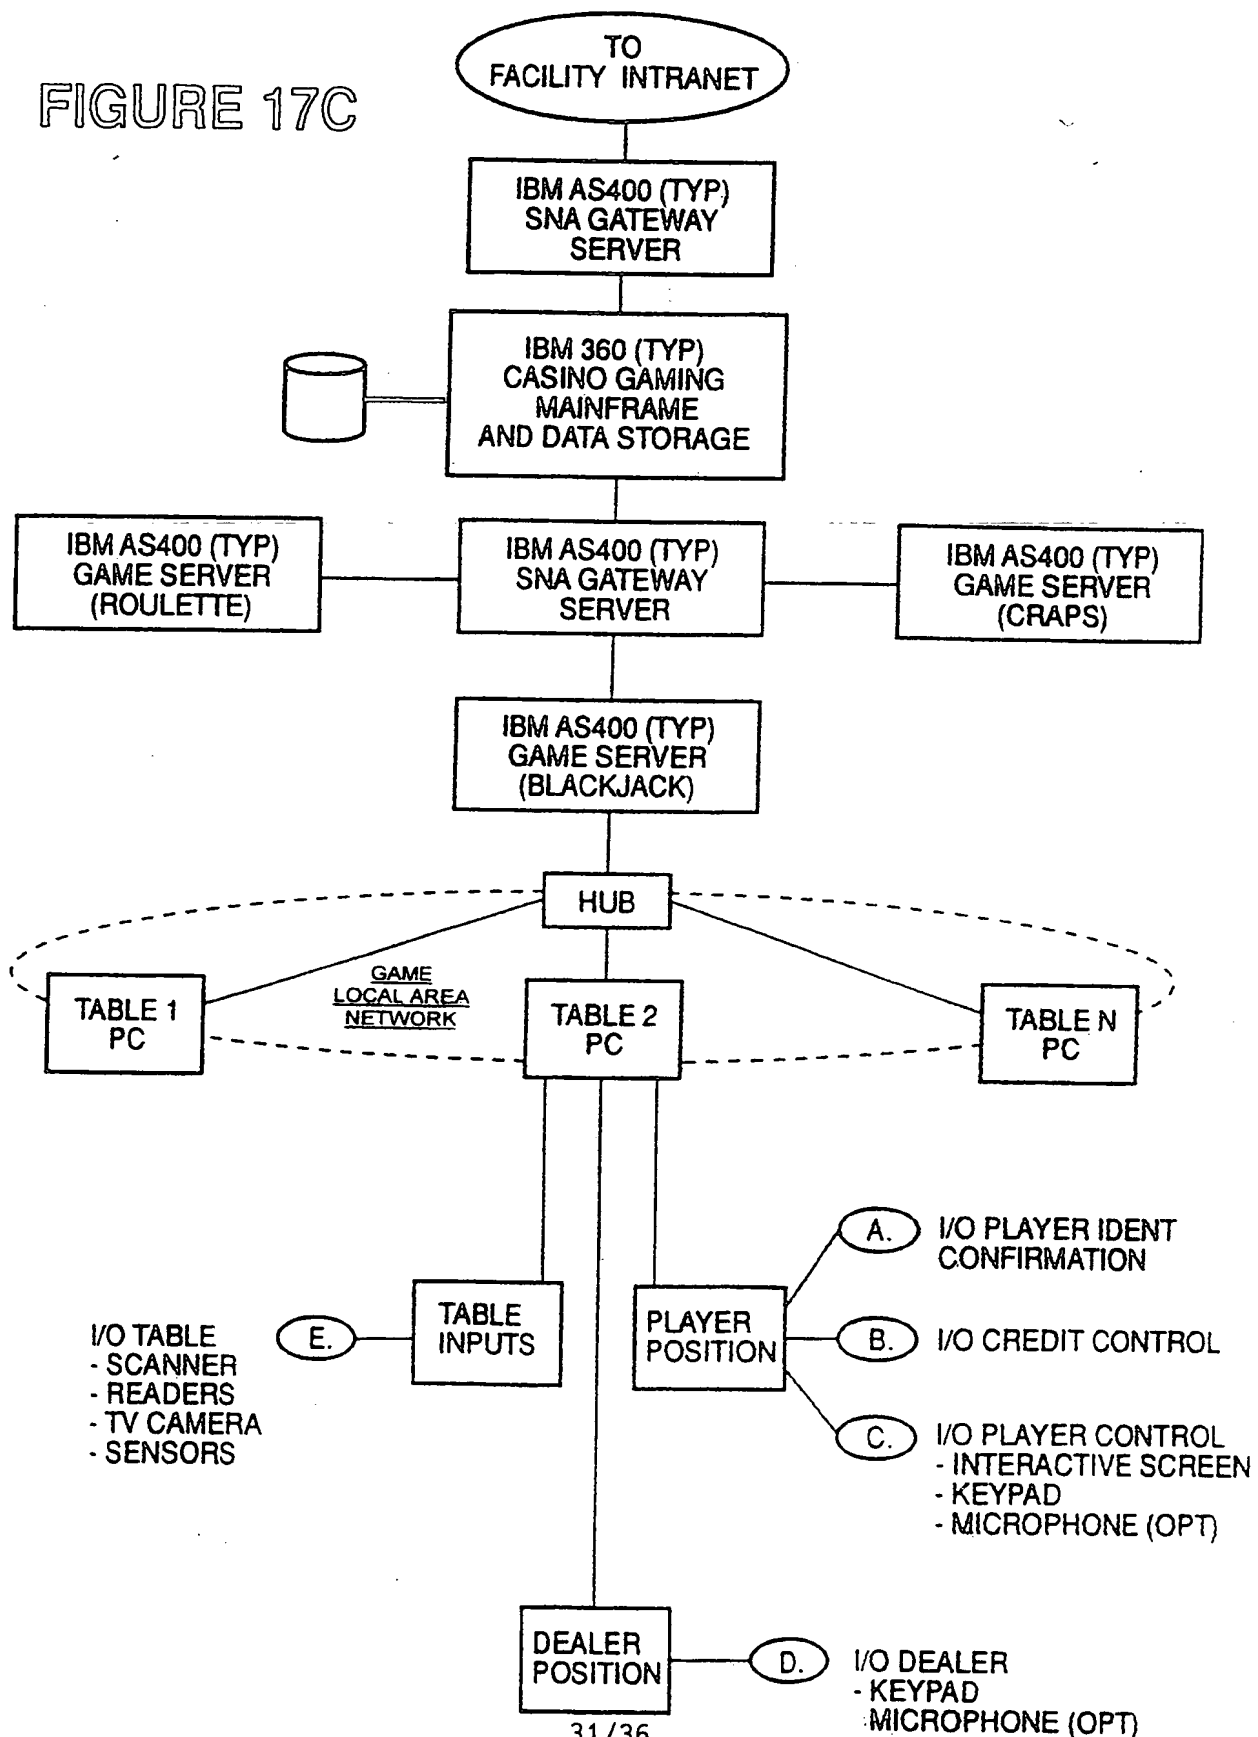 TO
FACILITY INTRANET
FIGURE 17C
IBM AS400 (TYP)
SNA GATEWAY
SERVER
IBM 360 (TYP)
CASINO GAMING
MAINFRAME
AND DATA STORAGE
IBM AS400 (TYP)
GAME SERVER
(ROULETTE)
IBM AS400 (TYP)
SNA GATEWAY
SERVER
IBM AS400 (TYP)
GAME SERVER
(CRAPS)
IBM AS400 (TYP)
GAME SERVER
(BLACKJACK)
HUB
GAME
LOCAL AREA
NETWORK
TABLE 1
PC
TABLE 2
PC
TABLE N
PC
A.
I/O PLAYER IDENT
CONFIRMATION
I/O TABLE
- SCANNER
- READERS
- TV CAMERA
- SENSORS
E.
TABLE
INPUTS
PLAYER
POSITION
B.
I/O CREDIT CONTROL
C.
I/O PLAYER CONTROL
- INTERACTIVE SCREEN
- KEYPAD
- MICROPHONE (OPT)
DEALER
POSITION
D.
I/O DEALER
- KEYPAD
- MICROPHONE (OPT)
31/36